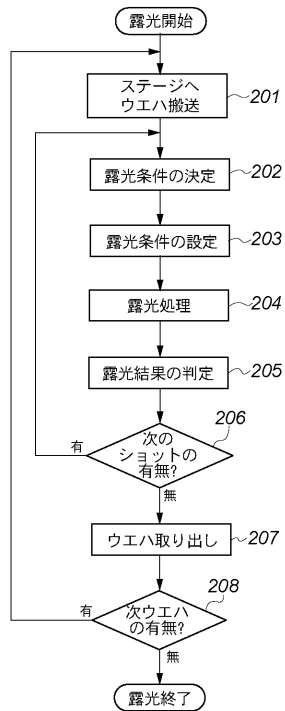 露光開始
ステージへ
ウエハ搬送
201
露光条件の決定
202
露光条件の設定
203
露光処理
204
露光結果の判定
205
206
次の
ショットの
有無?
有
無
ウエハ取り出し
207
208
次ウエハ
の有無?
有
無
露光終了